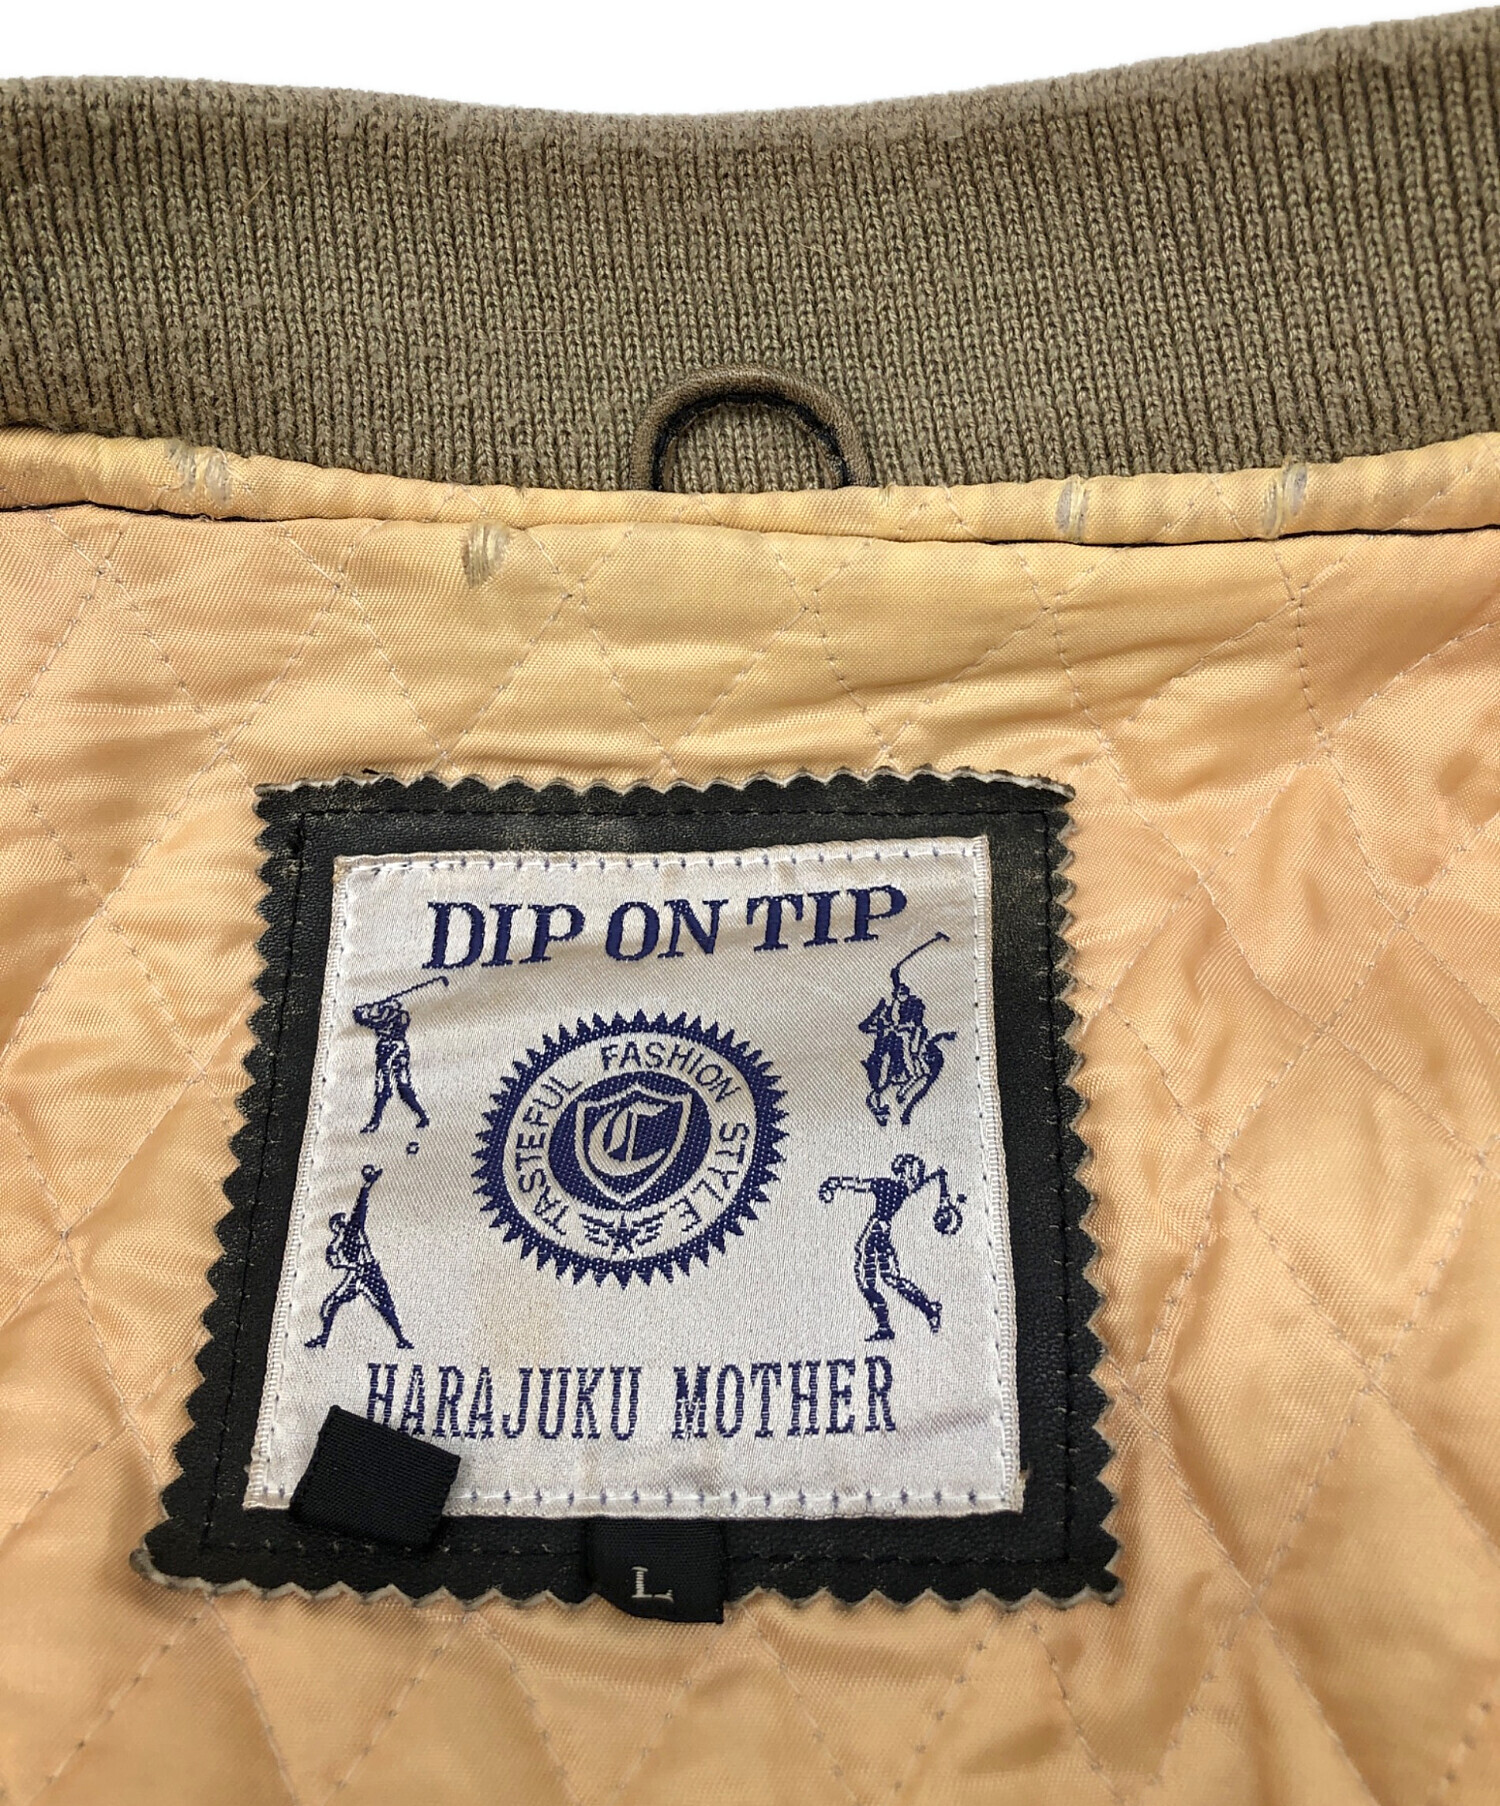 DIP ON TIP
TASTEFUL FASHION STYLE
C
HARAJUKU MOTHER
L